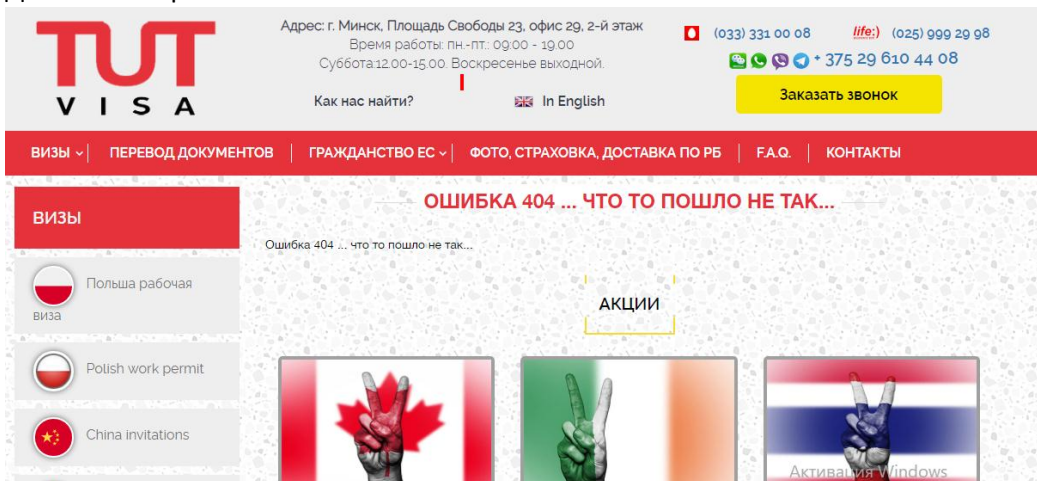 TUT
VISA
Адрес: г. Минск, Площадь Свободы 23, офис 29, 2-й этаж
Время работы: пн.-пт.: 09:00 - 19.00
Суббота:12.00-15.00. Воскресенье выходной.
Как нас найти?
In English
(033) 331 00 08
life:) (025) 999 29 98
+ 375 29 610 44 08
Заказать звонок
ВИЗЫ
ПЕРЕВОД ДОКУМЕНТОВ
ГРАЖДАНСТВО ЕС
ФОТО, СТРАХОВКА, ДОСТАВКА ПО РБ
F.A.Q.
КОНТАКТЫ
ВИЗЫ
Польша рабочая
виза
Polish work permit
China invitations
ОШИБКА 404 ... ЧТО ТО ПОШЛО НЕ ТАК...
Ошибка 404 ... что то пошло не так...
АКЦИИ
Активация Windows